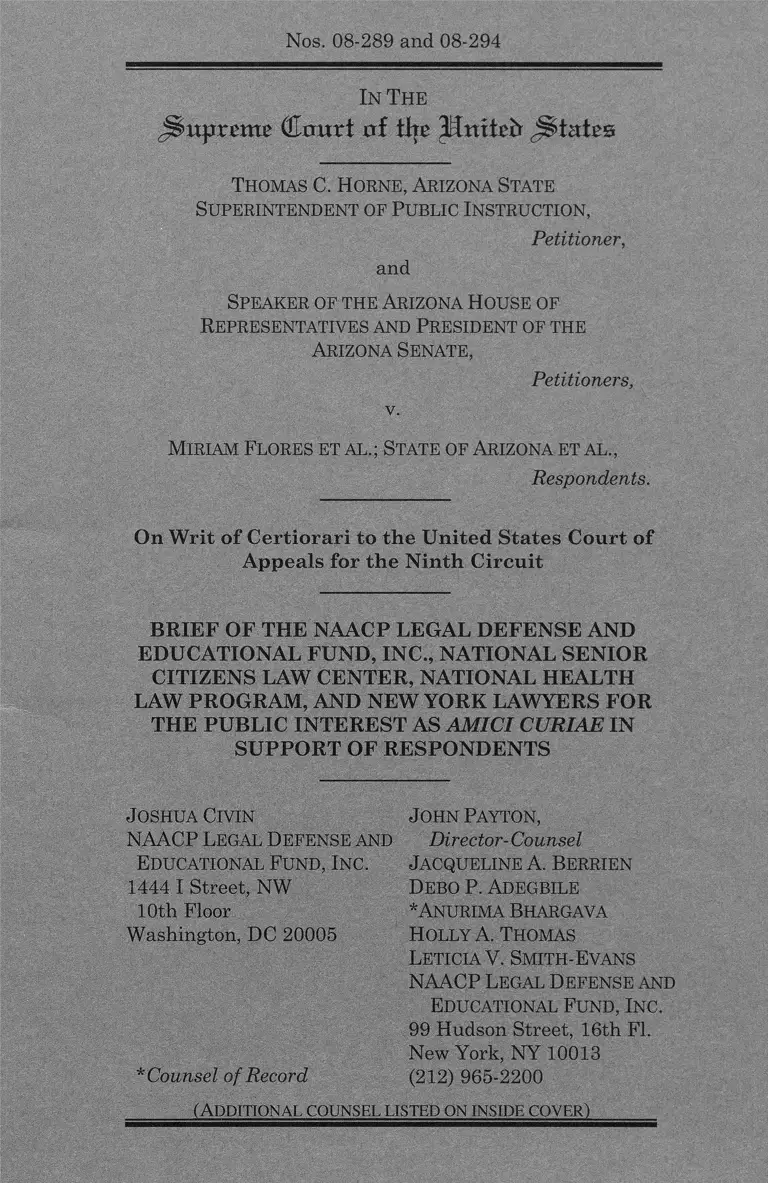 Nos. 08-289 and 08-294
IN THE
Supreme Court of the United States
THOMAS C. HORNE, ARIZONA STATE
SUPERINTENDENT OF PUBLIC INSTRUCTION,
Petitioner,
and
SPEAKER OF THE ARIZONA HOUSE OF
REPRESENTATIVES AND PRESIDENT OF THE
ARIZONA SENATE,
Petitioners,
v.
MIRIAM FLORES ET AL.; STATE OF ARIZONA ET AL.,
Respondents.
On Writ of Certiorari to the United States Court of
Appeals for the Ninth Circuit
BRIEF OF THE NAACP LEGAL DEFENSE AND
EDUCATIONAL FUND, INC., NATIONAL SENIOR
CITIZENS LAW CENTER, NATIONAL HEALTH
LAW PROGRAM, AND NEW YORK LAWYERS FOR
THE PUBLIC INTEREST AS AMICI CURIAE IN
SUPPORT OF RESPONDENTS
JOSHUA CIVIN
NAACP LEGAL DEFENSE AND
EDUCATIONAL FUND, INC.
1444 I Street, NW
10th Floor
Washington, DC 20005
*Counsel of Record
JOHN PAYTON,
Director-Counsel
JACQUELINE A. BERRIEN
DEBO P. ADEGBILE
*ANURIMA BHARGAVA
HOLLY A. THOMAS
LETICIA V. SMITH-EVANS
NAACP LEGAL DEFENSE AND
EDUCATIONAL FUND, INC.
99 Hudson Street, 16th Fl.
New York, NY 10013
(212) 965-2200
(ADDITIONAL COUNSEL LISTED ON INSIDE COVER)